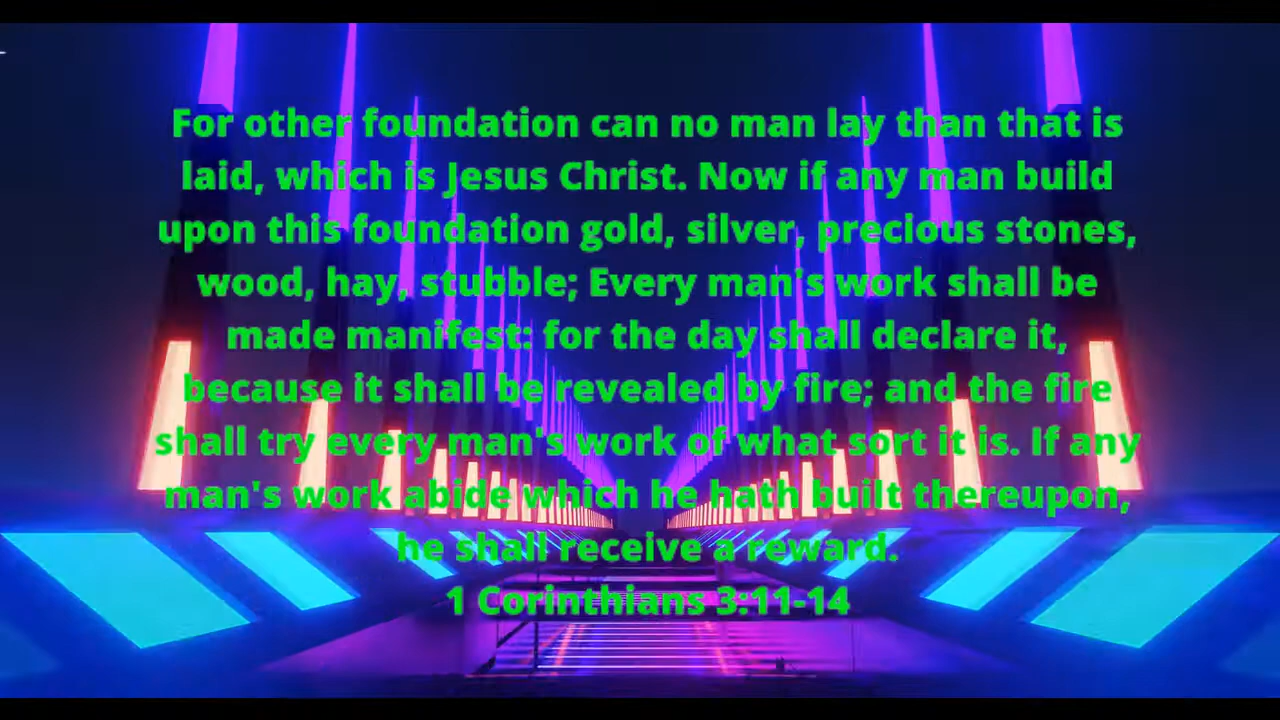 For other foundation can no man lay than that is
laid, which is Jesus Christ. Now if any man build
upon this foundation gold, silver, precious stones,
wood, hay, stubble; Every man's work shall be
made manifest: for the day shall declare it,
because it shall be revealed by fire; and the fire
shall try every man's work of what sort it is. If any
man's work abide which he hath built thereupon,
he shall receive a reward.
1 Corinthians 3:11-14